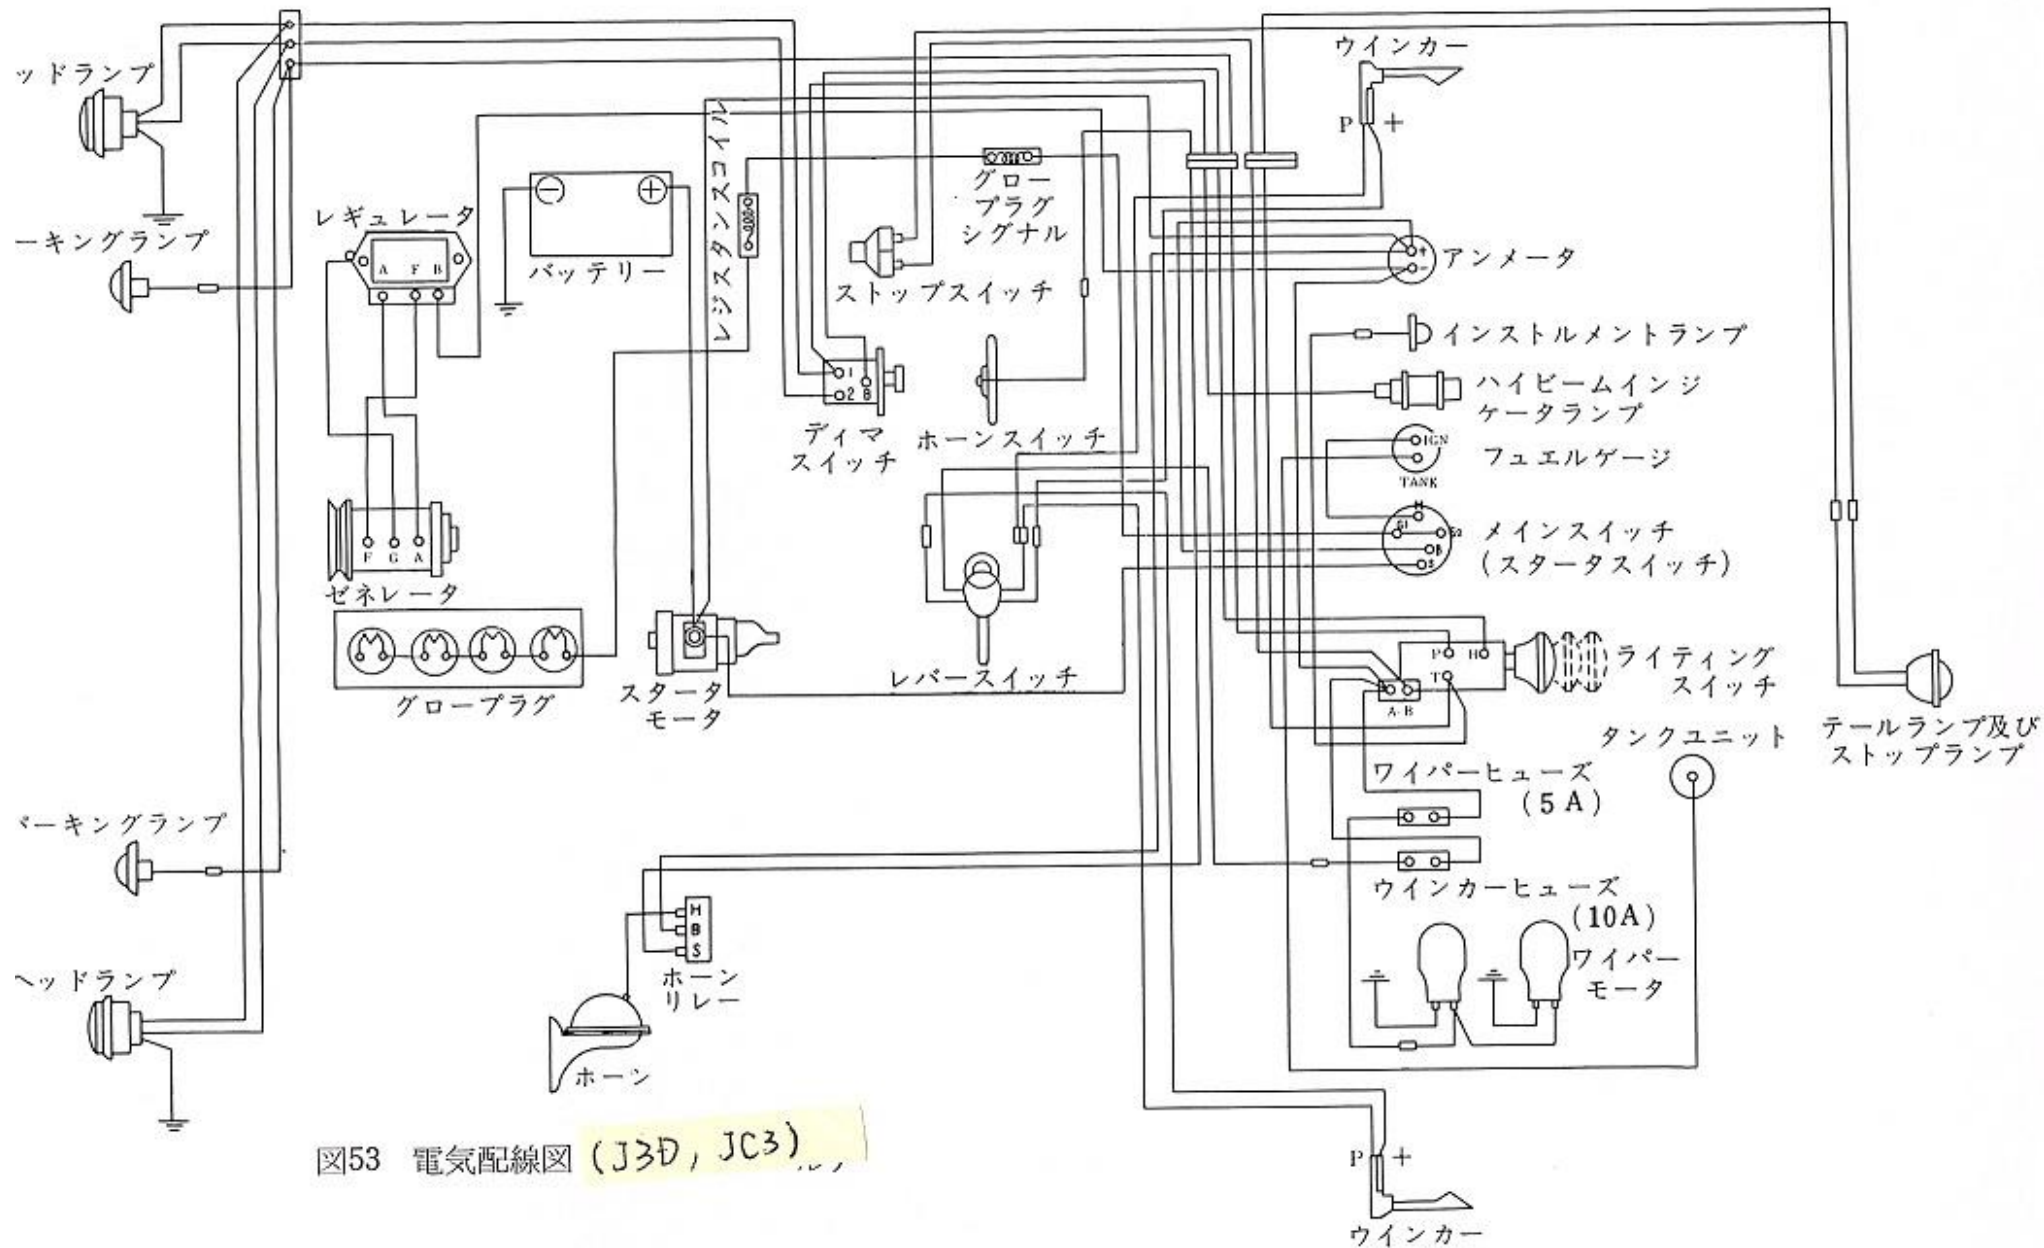 ウインカー
P +
ッドランプ
ーキングランプ
レギュレータ
A F B
− +
バッテリー
レジスタンスコイル
グロー
プラグ
シグナル
ストップスイッチ
+
−
アンメータ
インストルメントランプ
ハイビームインジ
ケータランプ
1
2 B
ディマ
スイッチ
ホーンスイッチ
IGN
フュエルゲージ
TANK
M
G1 G2
B
S
メインスイッチ
(スタータスイッチ)
F G A
ゼネレータ
グロープラグ
スタータ
モータ
レバースイッチ
P H
T
A B
ライティング
スイッチ
テールランプ及び
ストップランプ
タンクユニット
ワイパーヒューズ
(5A)
パーキングランプ
ウインカーヒューズ
(10A)
H
B
S
ホーン
リレー
ワイパー
モータ
ヘッドランプ
ホーン
図53 電気配線図 (J3D, JC3)
P +
ウインカー